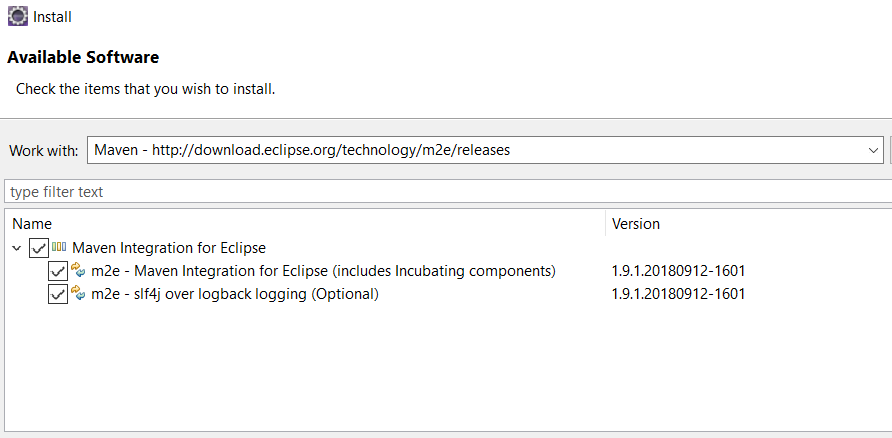 Install
Available Software
Check the items that you wish to install.
Work with: Maven - http://download.eclipse.org/technology/m2e/releases
type filter text
Name Version
Maven Integration for Eclipse
m2e - Maven Integration for Eclipse (includes Incubating components) 1.9.1.20180912-1601
m2e - slf4j over logback logging (Optional) 1.9.1.20180912-1601